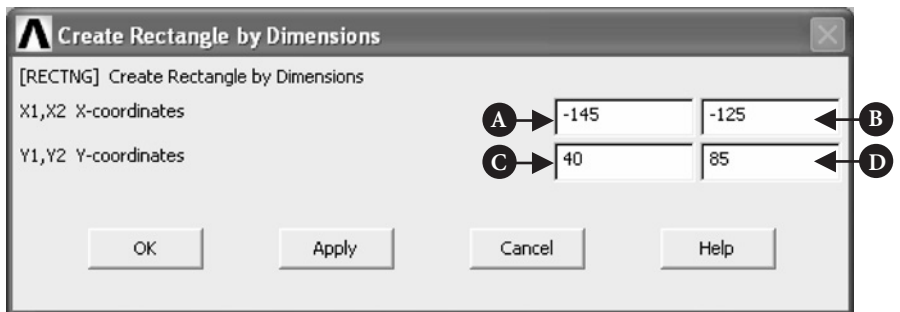 Create Rectangle by Dimensions
[RECTNG] Create Rectangle by Dimensions
X1,X2 X-coordinates A -145 -125 B
Y1,Y2 Y-coordinates C 40 85 D
OK Apply Cancel Help